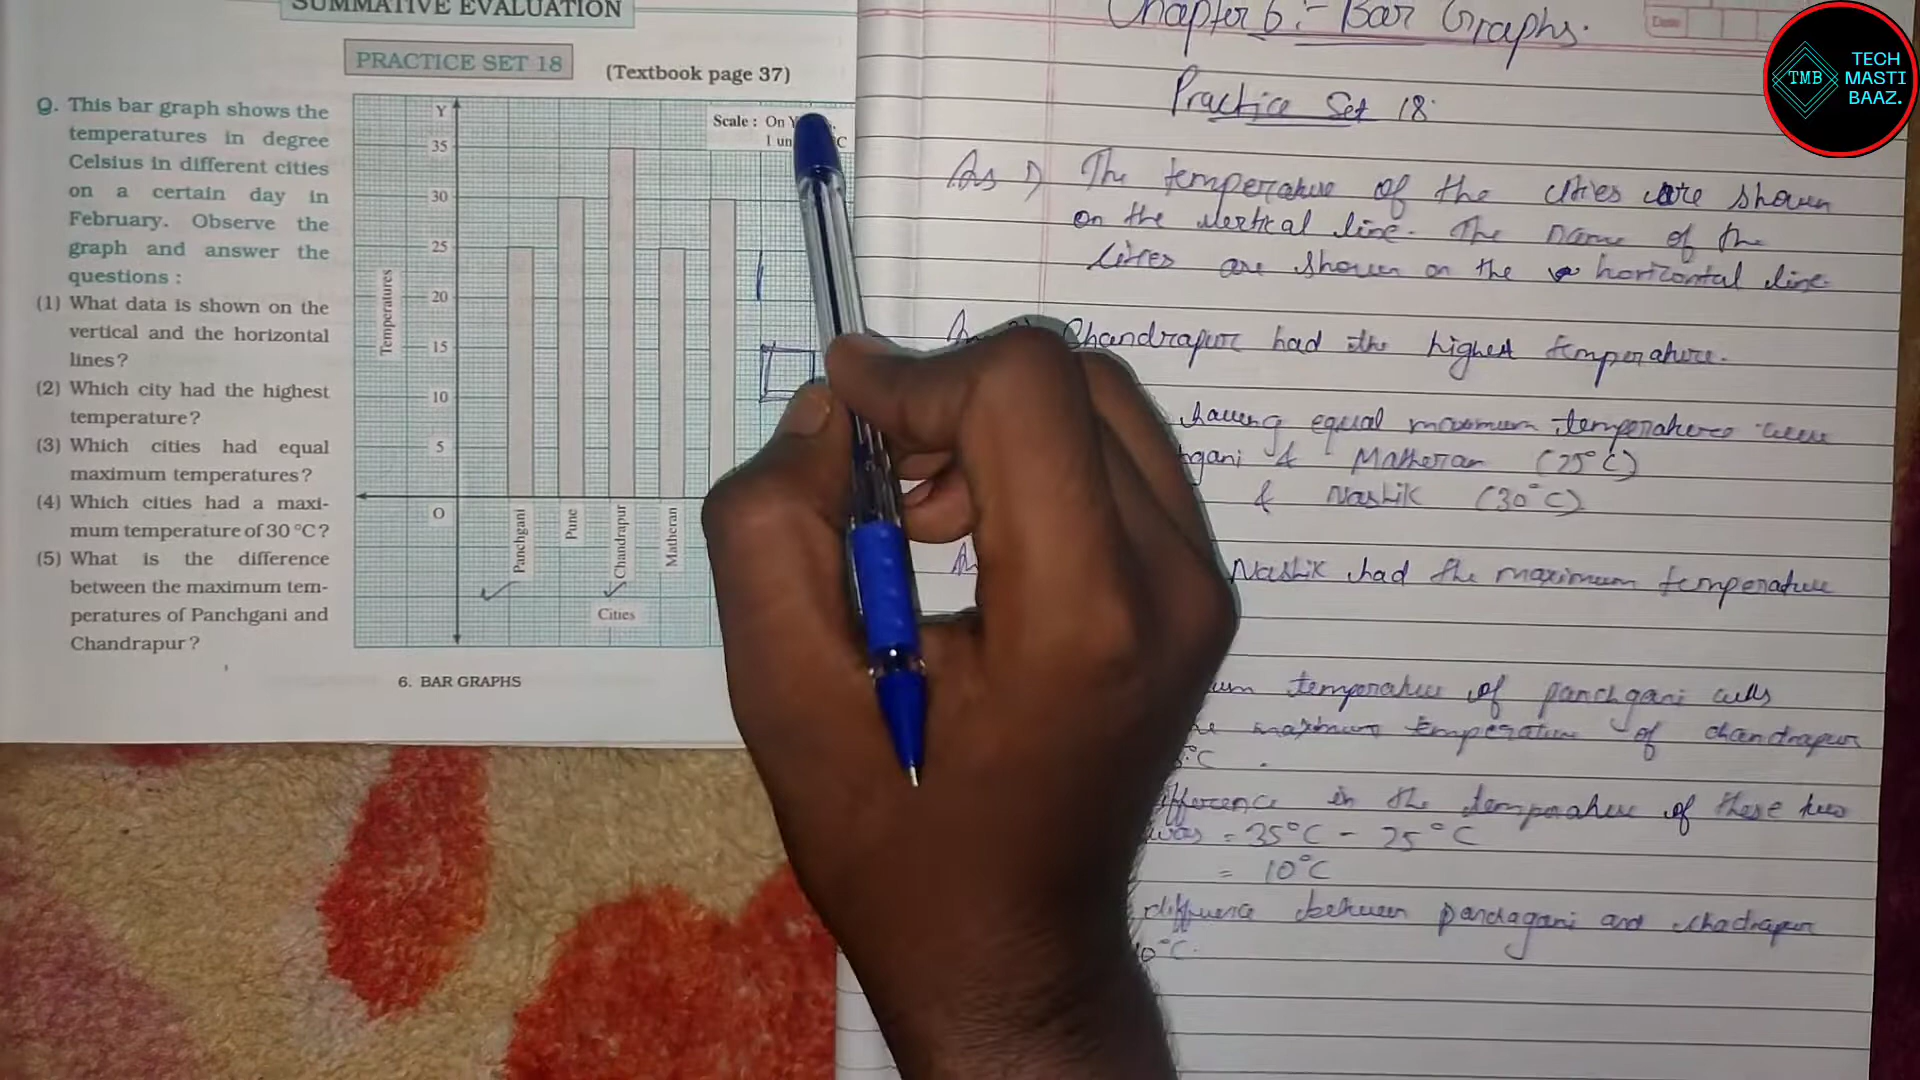 SUMMATIVE EVALUATION
PRACTICE SET 18
(Textbook page 37)
Q. This bar graph shows the
temperatures in degree
Celsius in different cities
on a certain day in
February. Observe the
graph and answer the
questions :
(1) What data is shown on the
vertical and the horizontal
lines?
(2) Which city had the highest
temperature?
(3) Which cities had equal
maximum temperatures?
(4) Which cities had a maxi-
mum temperature of 30 °C?
(5) What is the difference
between the maximum tem-
peratures of Panchgani and
Chandrapur?
Y
Scale : On Y
1 un C
35
30
25
20
15
10
5
O
Temperatures
Panchgani
Pune
Chandrapur
Matheran
Cities
6. BAR GRAPHS
Chapter 6 :- Bar Graphs.
Date
Practice Set 18
Ans 1) The temperature of the cities are shown
on the vertical line. The name of the
cities are shown on the horizontal line
Chandrapur had the highest temperature.
having equal maximum temperatures were
gani & Matheran (25°C)
& Nashik (30°C)
Nashik had the maximum temperature
um temperature of panchgani
maximum temperature of chandrapur
°C .
ifference in the temperature of these two
was = 35°C - 25°C
= 10°C
difference between panchagani and chadrapur
0°C.
TMB
TECH
MASTI
BAAZ.